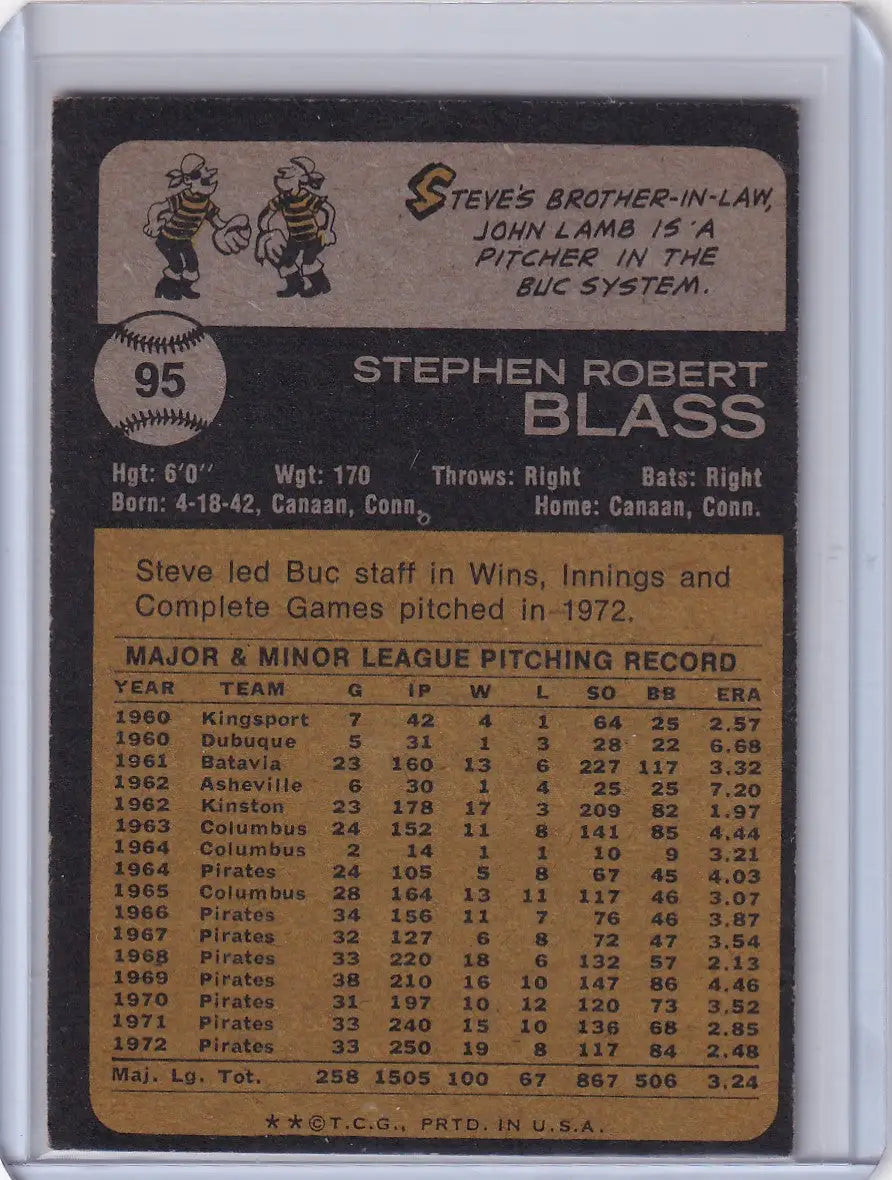 STEVE'S BROTHER-IN-LAW,
JOHN LAMB IS A
PITCHER IN THE
BUC SYSTEM.
95
STEPHEN ROBERT
BLASS
Hgt: 6'0'' Wgt: 170 Throws: Right Bats: Right
Born: 4-18-42, Canaan, Conn. Home: Canaan, Conn.
Steve led Buc staff in Wins, Innings and
Complete Games pitched in 1972.
MAJOR & MINOR LEAGUE PITCHING RECORD
YEAR TEAM G IP W L SO BB ERA
1960 Kingsport 7 42 4 1 64 25 2.57
1960 Dubuque 5 31 1 3 28 22 6.68
1961 Batavia 23 160 13 6 227 117 3.32
1962 Asheville 6 30 1 4 25 25 7.20
1962 Kinston 23 178 17 3 209 82 1.97
1963 Columbus 24 152 11 8 141 85 4.44
1964 Columbus 2 14 1 1 10 9 3.21
1964 Pirates 24 105 5 8 67 45 4.03
1965 Columbus 28 164 13 11 117 46 3.07
1966 Pirates 34 156 11 7 76 46 3.87
1967 Pirates 32 127 6 8 72 47 3.54
1968 Pirates 33 220 18 6 132 57 2.13
1969 Pirates 38 210 16 10 147 86 4.46
1970 Pirates 31 197 10 12 120 73 3.52
1971 Pirates 33 240 15 10 136 68 2.85
1972 Pirates 33 250 19 8 117 84 2.48
Maj. Lg. Tot. 258 1505 100 67 867 506 3.24
**©T.C.G., PRTD. IN U.S.A.